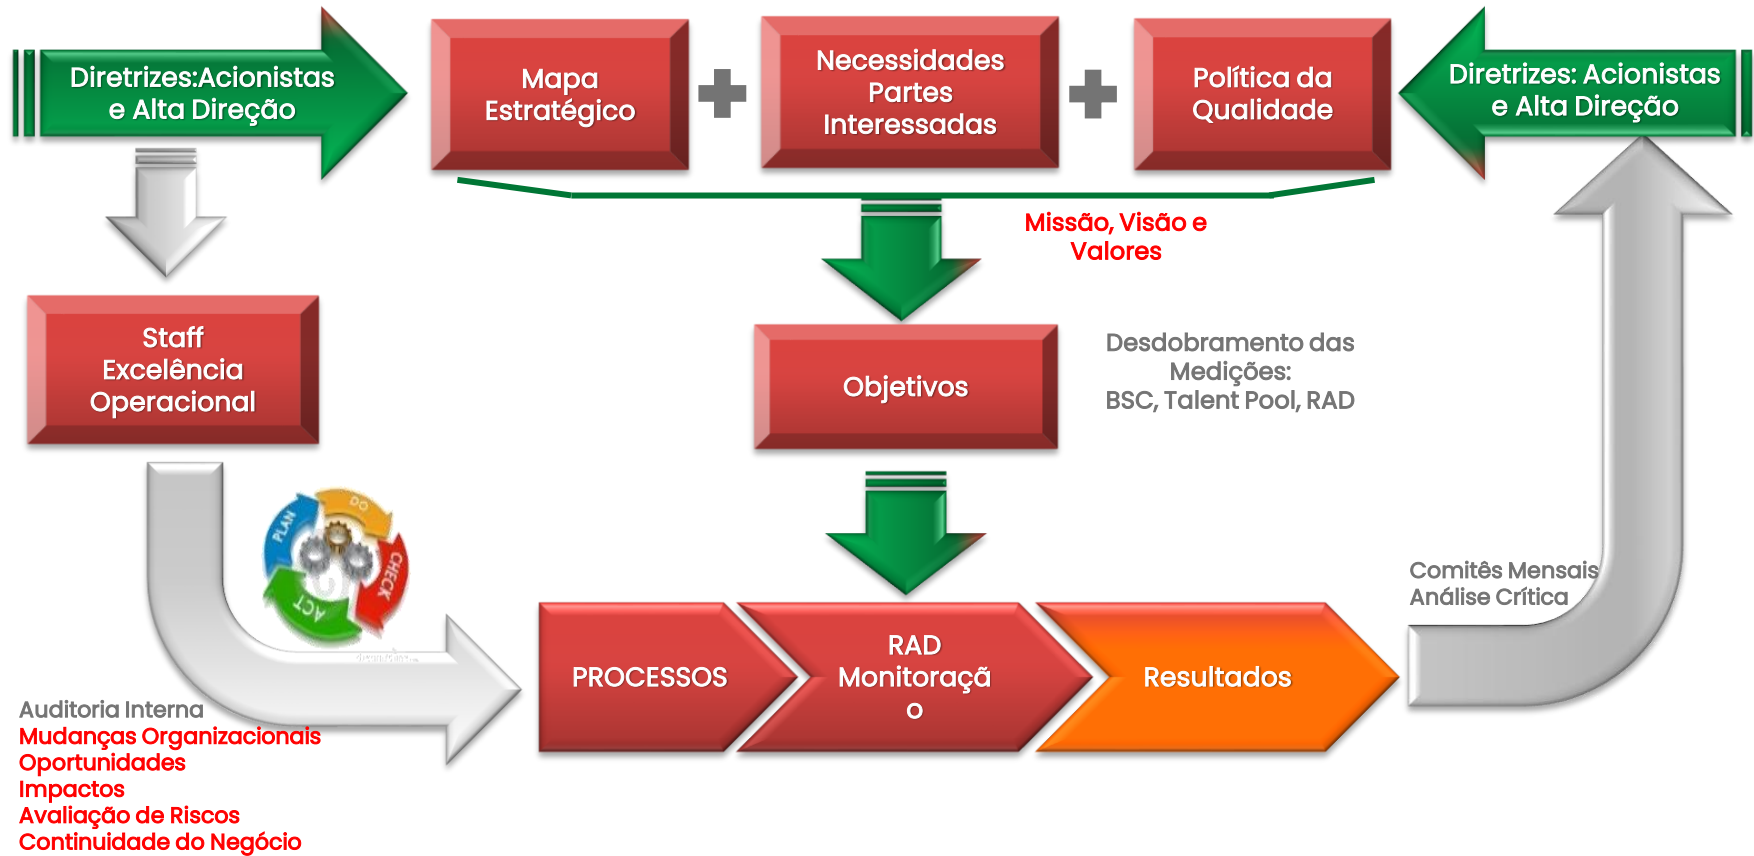 Diretrizes:Acionistas
e Alta Direção
Mapa
Estratégico
Necessidades
Partes
Interessadas
Política da
Qualidade
Diretrizes: Acionistas
e Alta Direção
Missão, Visão e
Valores
Staff
Excelência
Operacional
Objetivos
Desdobramento das
Medições:
BSC, Talent Pool, RAD
PLAN
DO
CHECK
ACT
Comitês Mensais
Análise Crítica
PROCESSOS
RAD
Monitoraçã
o
Resultados
Auditoria Interna
Mudanças Organizacionais
Oportunidades
Impactos
Avaliação de Riscos
Continuidade do Negócio